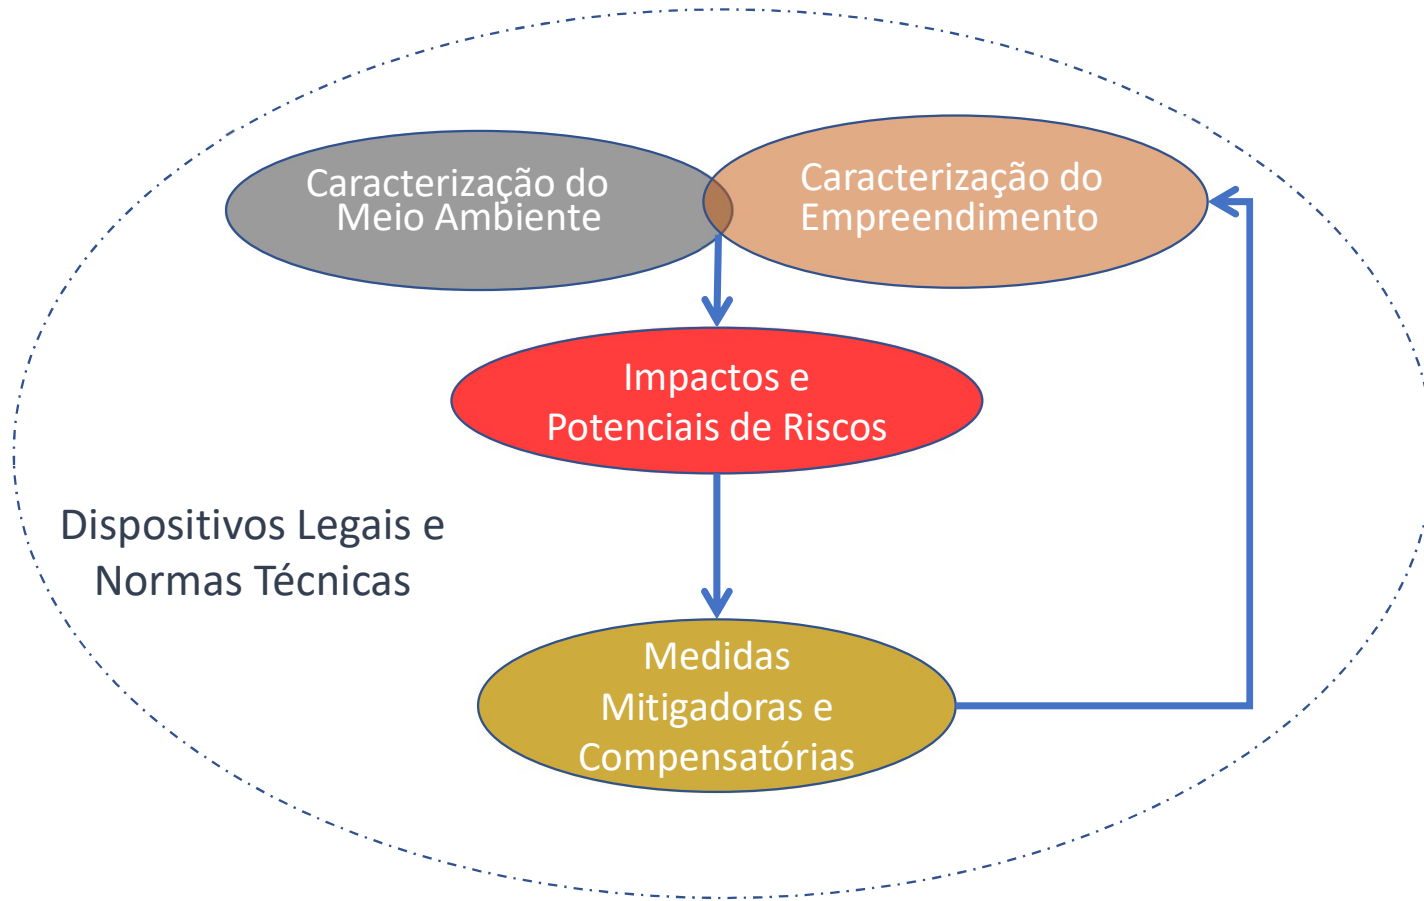 Caracterização do
Meio Ambiente
Caracterização do
Empreendimento
Impactos e
Potenciais de Riscos
Dispositivos Legais e
Normas Técnicas
Medidas
Mitigadoras e
Compensatórias